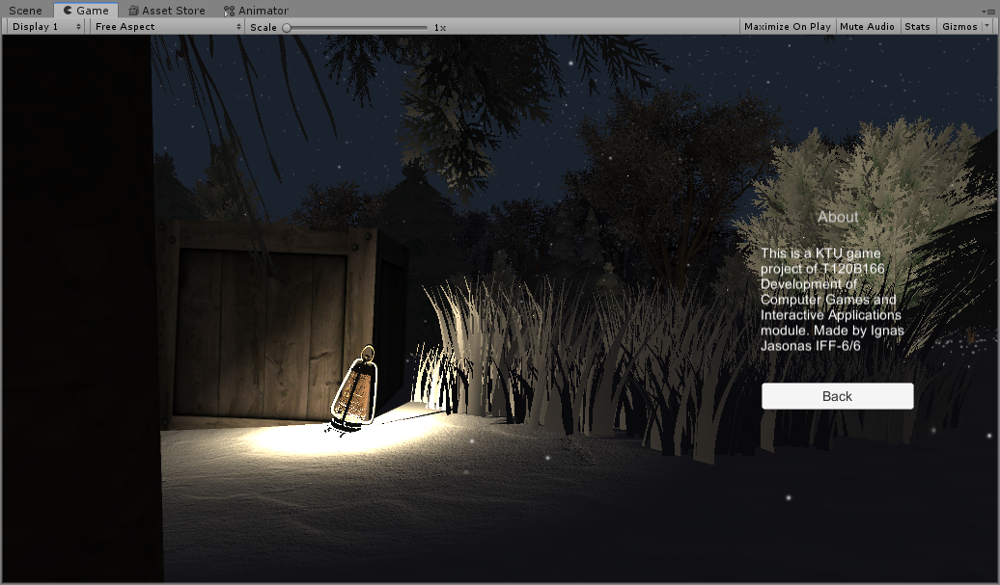 Scene Game Asset Store Animator
Display 1 Free Aspect Scale 1x Maximize On Play Mute Audio Stats Gizmos
About
This is a KTU game
project of T120B166
Development of
Computer Games and
Interactive Applications
module. Made by Ignas
Jasonas IFF-6/6
Back